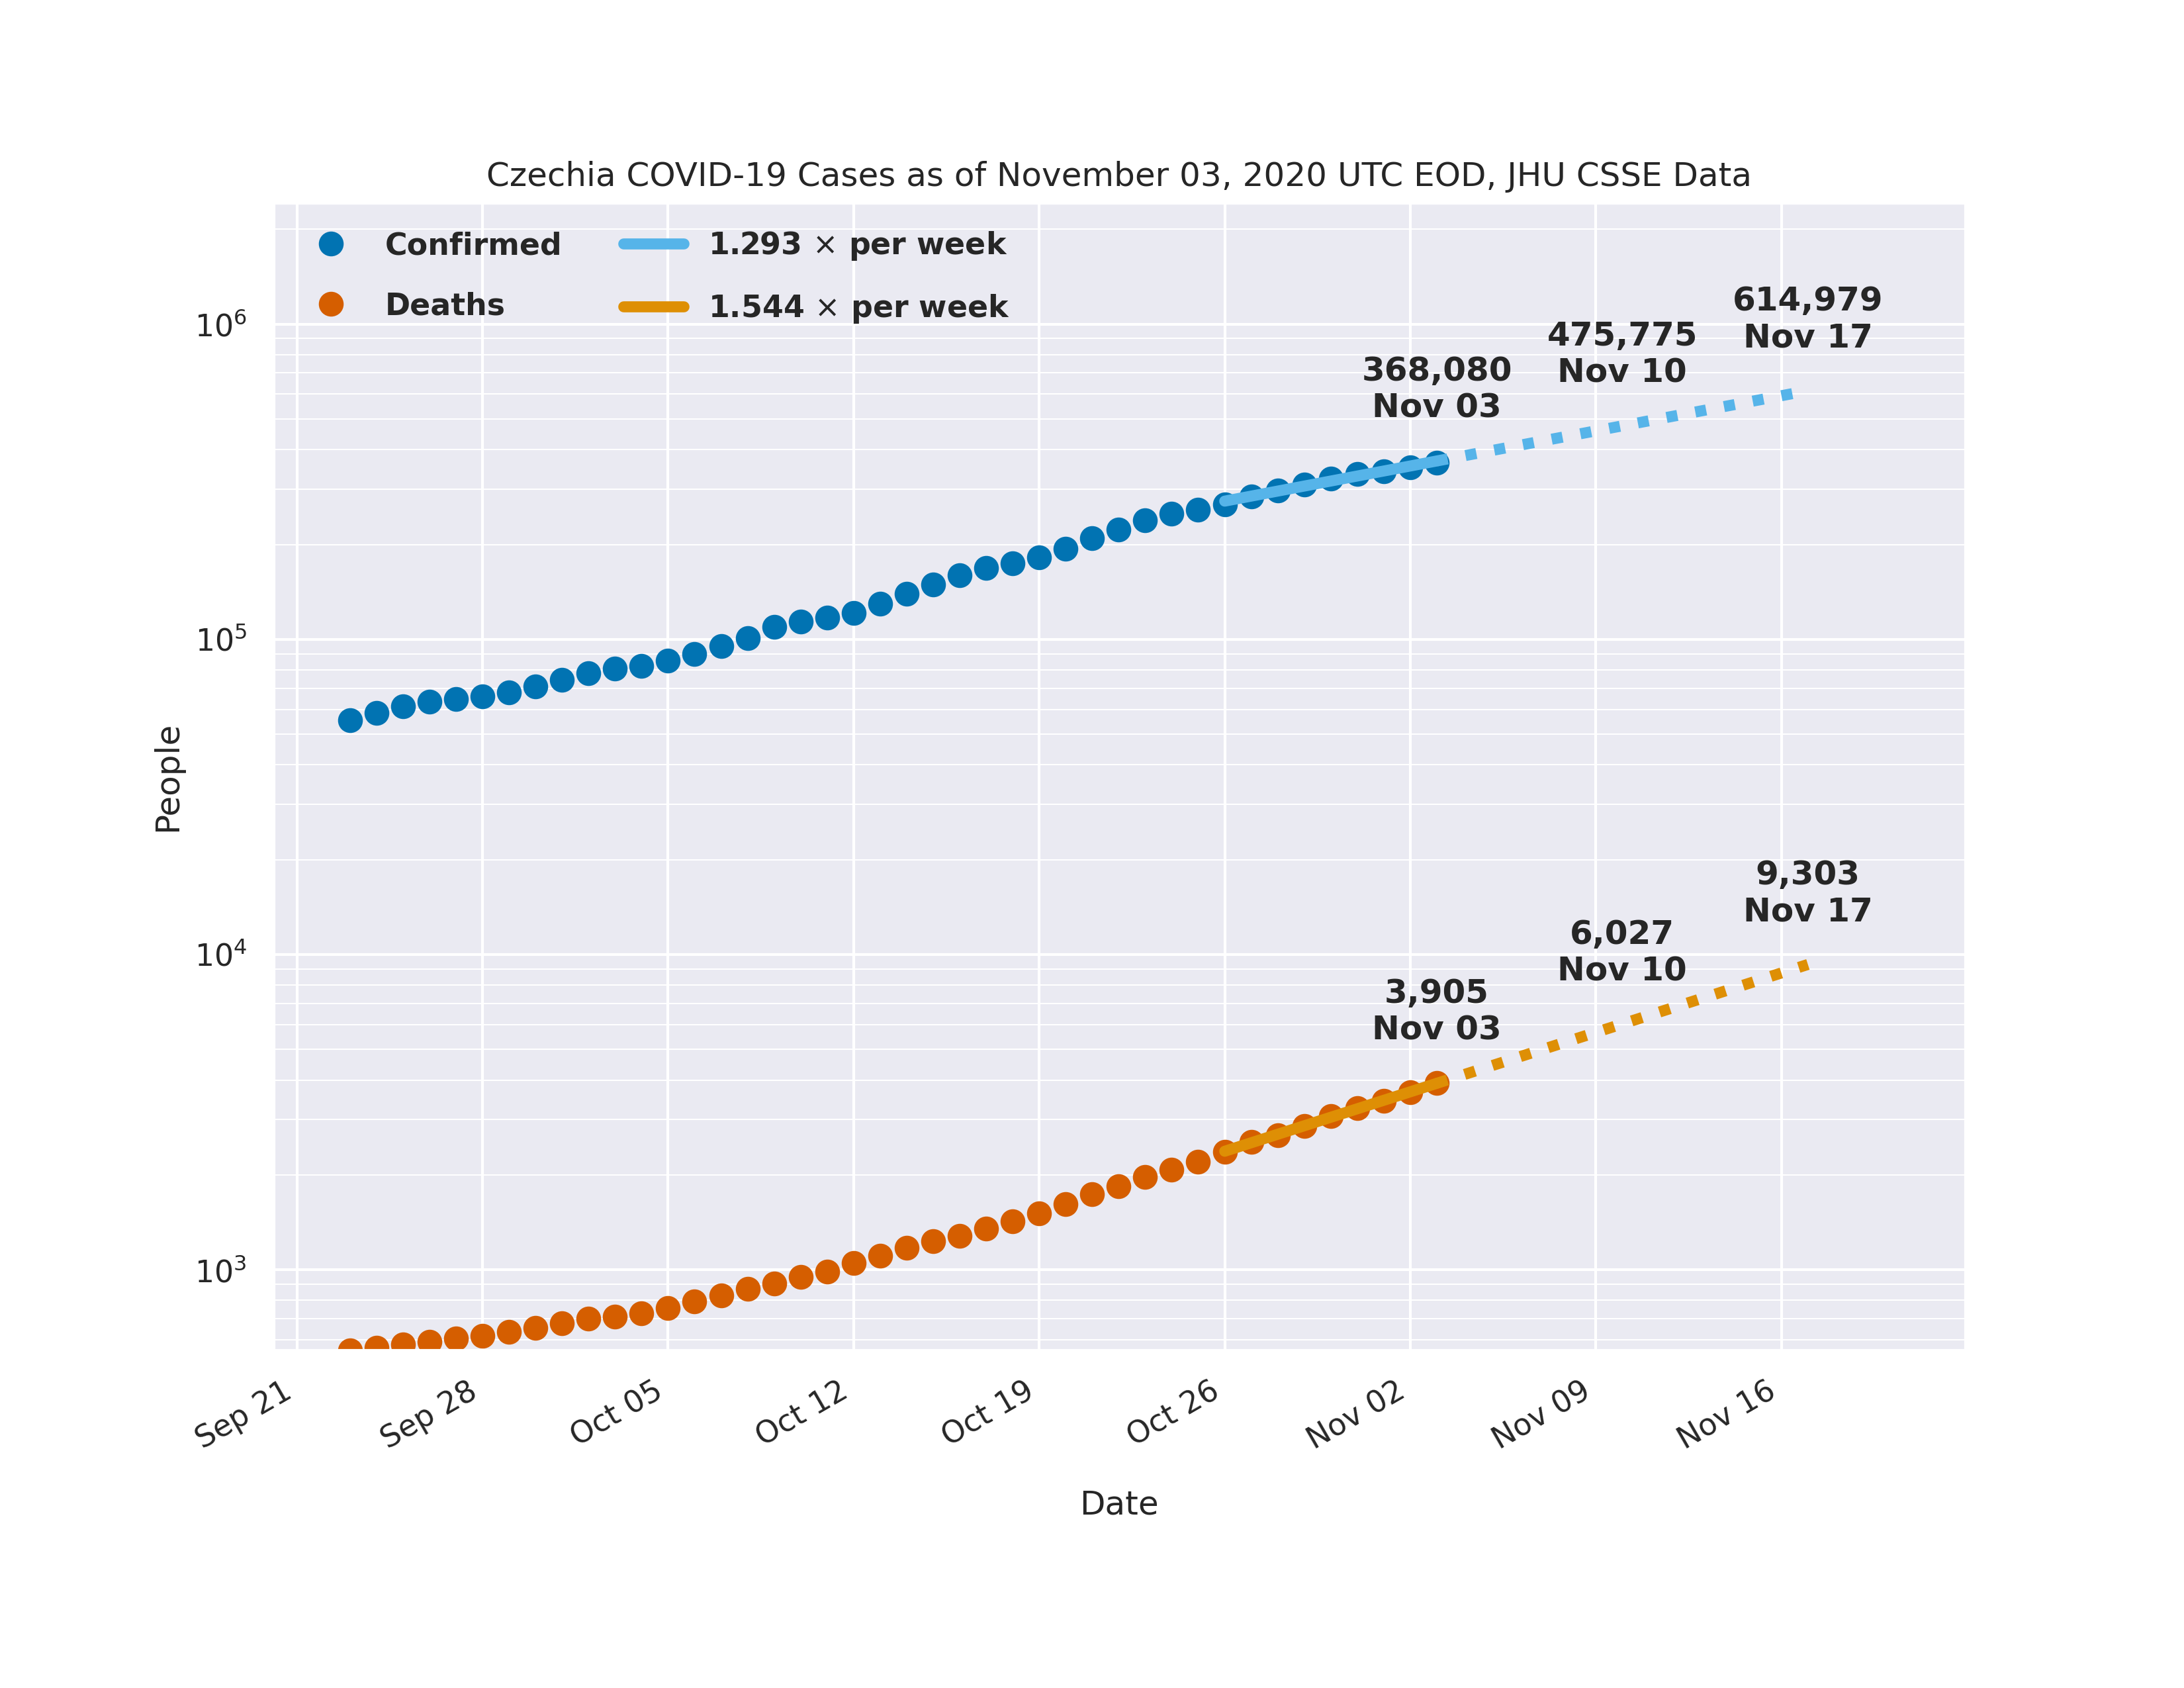 Czechia COVID-19 Cases as of November 03, 2020 UTC EOD, JHU CSSE Data
Confirmed
Deaths
1.293 × per week
1.544 × per week
614,979
Nov 17
475,775
Nov 10
368,080
Nov 03
9,303
Nov 17
6,027
Nov 10
3,905
Nov 03
People
10⁶
10⁵
10⁴
10³
Sep 21
Sep 28
Oct 05
Oct 12
Oct 19
Oct 26
Nov 02
Nov 09
Nov 16
Date